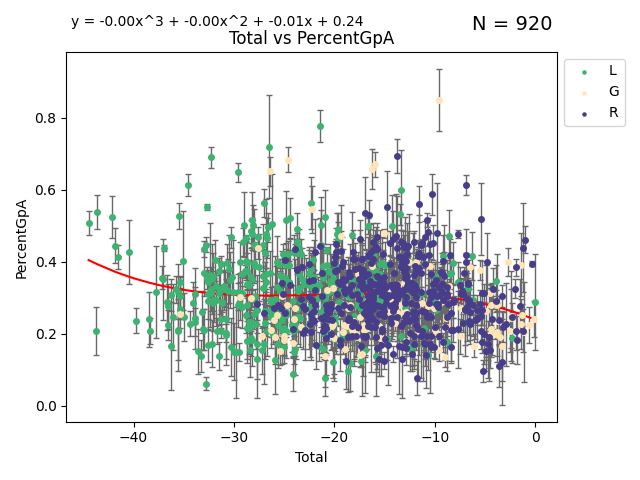 y = -0.00x^3 + -0.00x^2 + -0.01x + 0.24
N = 920
Total vs PercentGpA
L
G
R
PercentGpA
0.8
0.6
0.4
0.2
0.0
−40
−30
−20
−10
0
Total